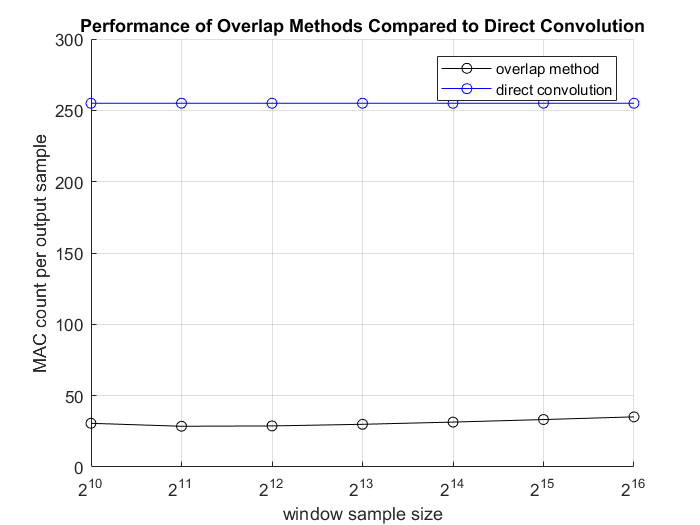 Performance of Overlap Methods Compared to Direct Convolution
300
overlap method
direct convolution
250
200
150
100
50
0
MAC count per output sample
2^10 2^11 2^12 2^13 2^14 2^15 2^16
window sample size